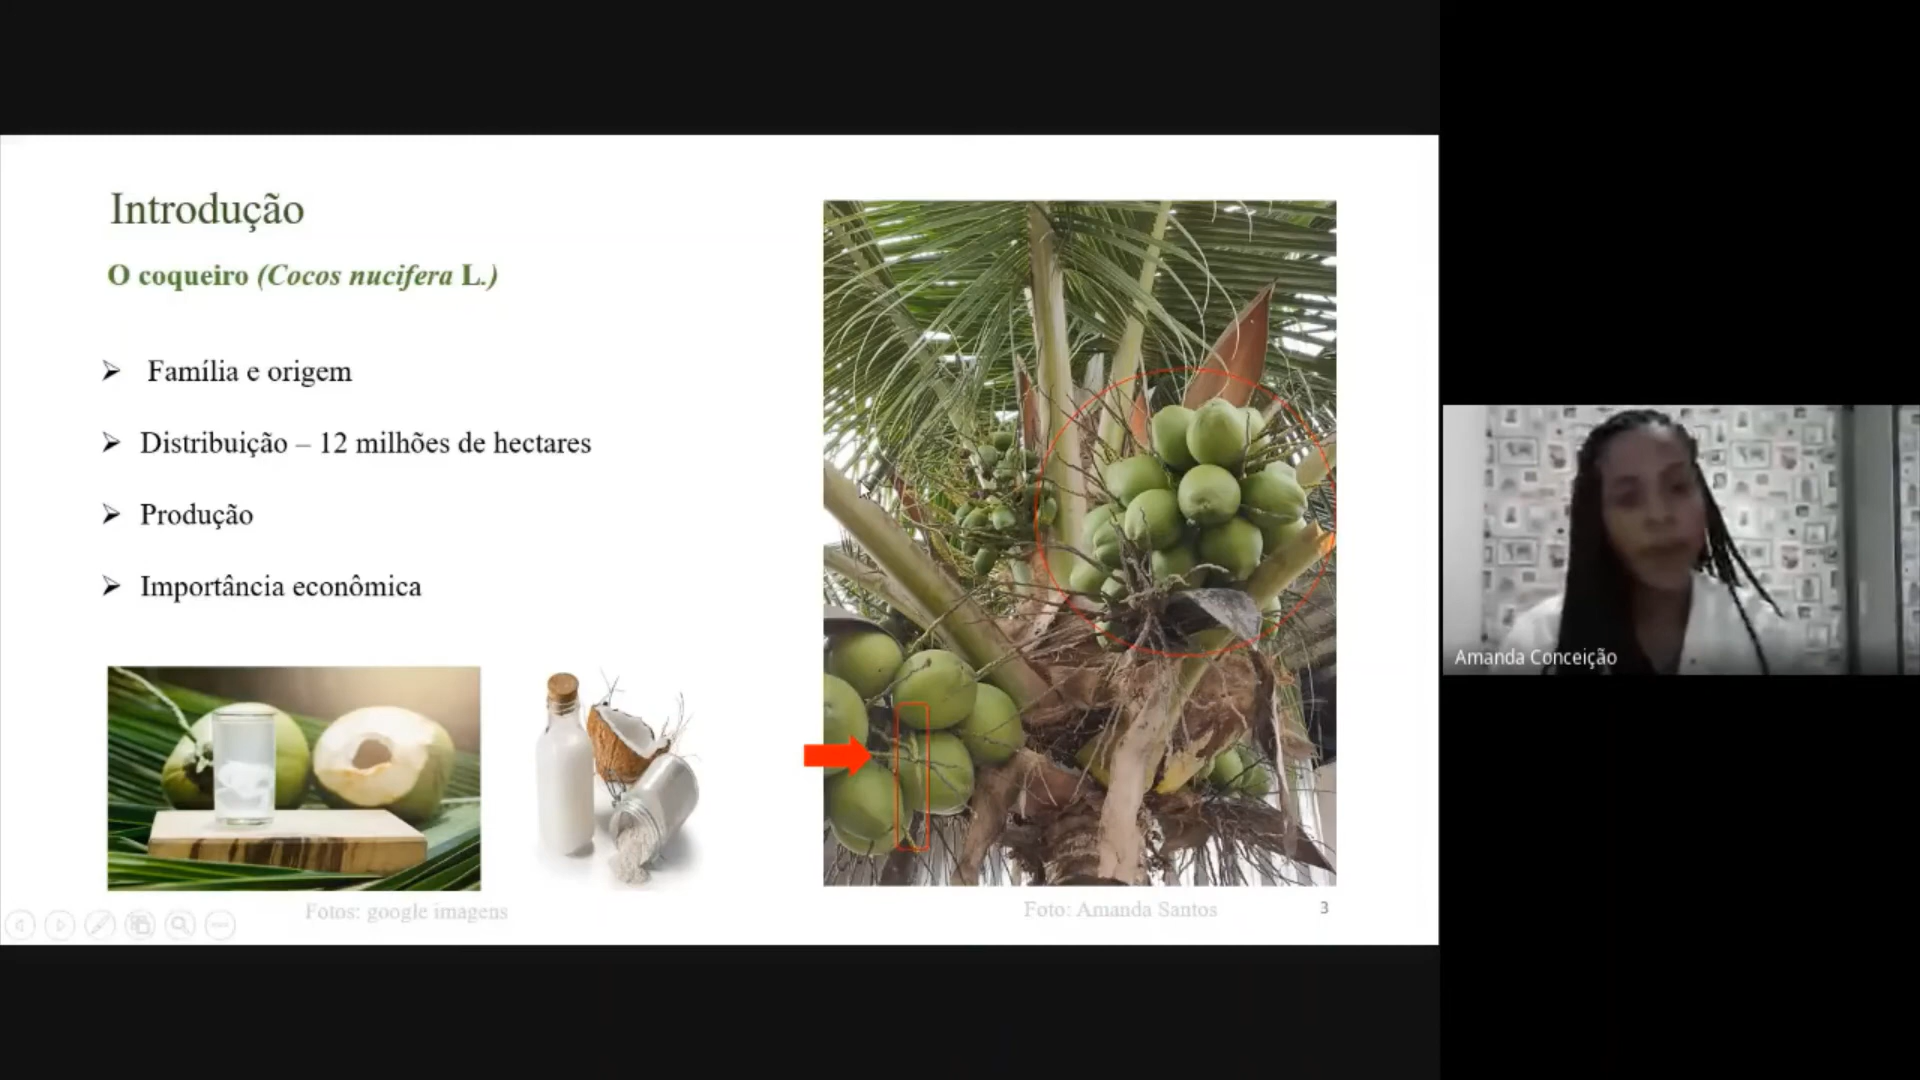 Introdução
O coqueiro (Cocos nucifera L.)
Família e origem
Distribuição – 12 milhões de hectares
Produção
Importância econômica
Fotos: google imagens
Foto: Amanda Santos
3
Amanda Conceição